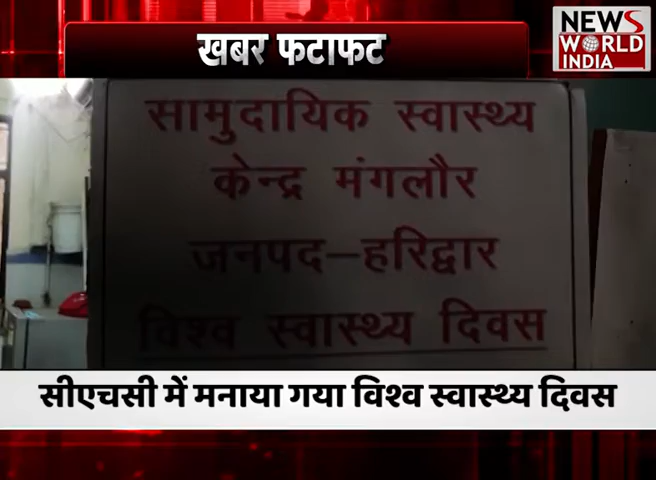 खबर फटाफट
NEWS
WORLD
INDIA
सामुदायिक स्वास्थ्य
केन्द्र मंगलौर
जनपद–हरिद्वार
विश्व स्वास्थ्य दिवस
सीएचसी में मनाया गया विश्व स्वास्थ्य दिवस